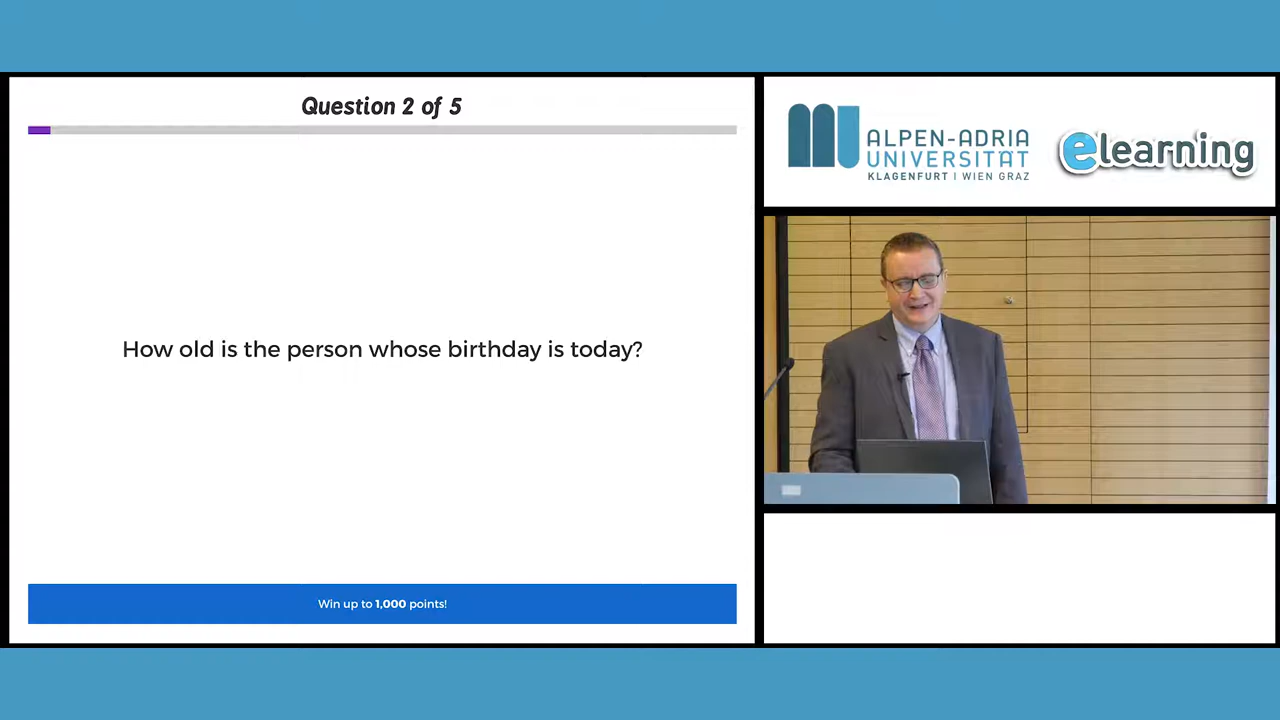 Question 2 of 5
How old is the person whose birthday is today?
Win up to 1,000 points!
ALPEN-ADRIA
UNIVERSITÄT
KLAGENFURT | WIEN GRAZ
elearning